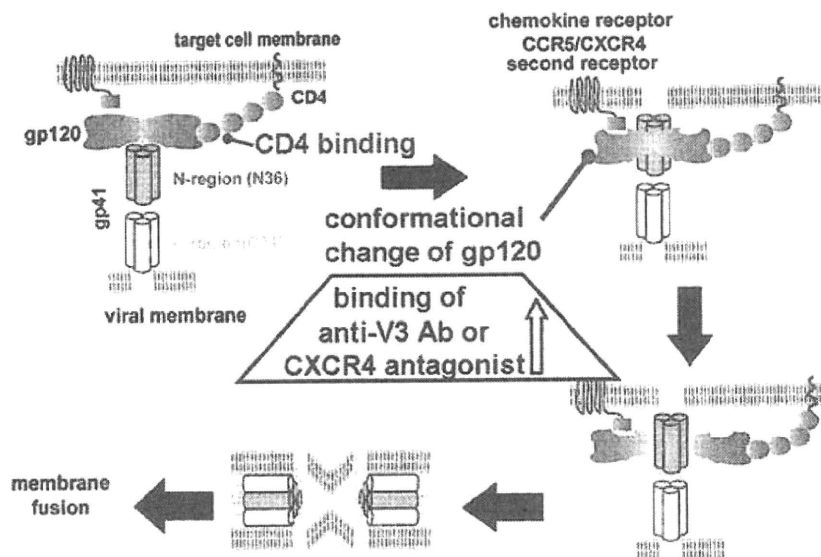 target cell membrane
CD4
gp120
CD4 binding
N-region (N36)
gp41
viral membrane
chemokine receptor
CCR5/CXCR4
second receptor
conformational
change of gp120
binding of
anti-V3 Ab or
CXCR4 antagonist
membrane
fusion